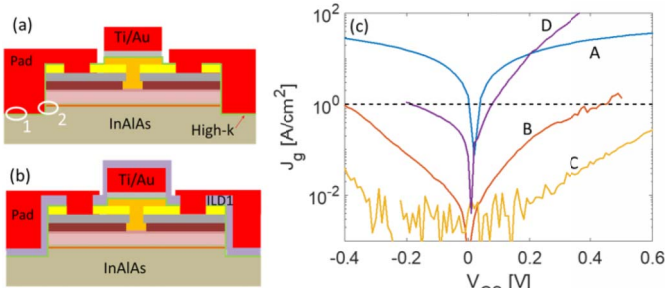 (a)
Ti/Au
Pad
1
2
InAlAs
High-k
(b)
Ti/Au
Pad
ILD1
InAlAs
(c)
D
A
B
C
10²
10⁰
10⁻²
J_g [A/cm²]
-0.4 -0.2 0 0.2 0.4 0.6